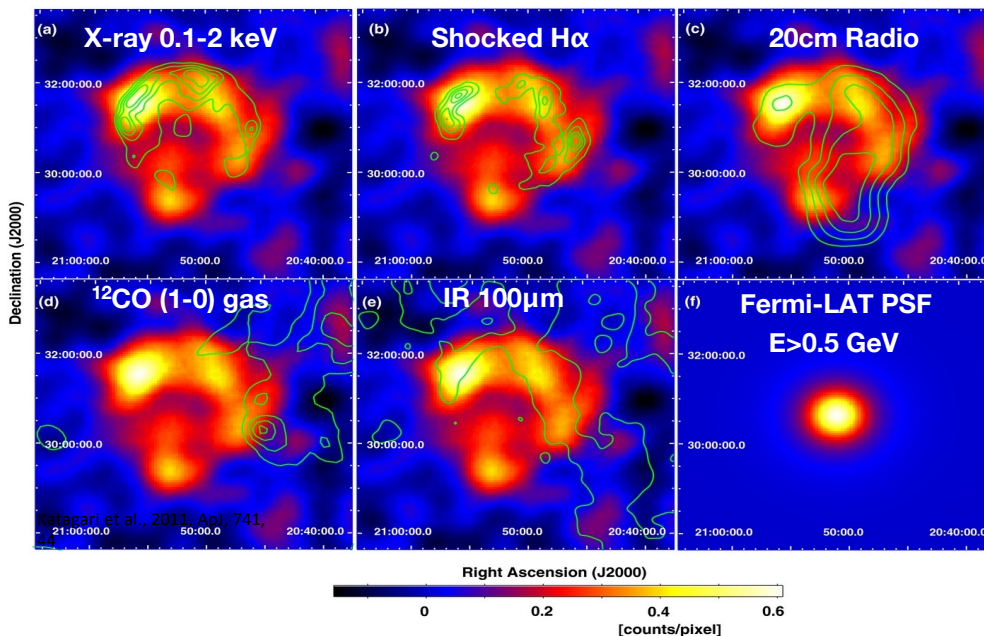 (a) X-ray 0.1-2 keV
(b) Shocked Hα
(c) 20cm Radio
32:00:00.0
32:00:00.0
32:00:00.0
30:00:00.0
30:00:00.0
30:00:00.0
21:00:00.0 50:00.0 20:40:00.0
21:00:00.0 50:00.0 20:40:00.0
21:00:00.0 50:00.0 20:40:00.0
Declination (J2000)
(d) ¹²CO (1-0) gas
(e) IR 100μm
(f) Fermi-LAT PSF
E>0.5 GeV
32:00:00.0
32:00:00.0
32:00:00.0
30:00:00.0
30:00:00.0
30:00:00.0
Katagari et al., 2011, ApJ, 741,
44
21:00:00.0 50:00.0 20:40:00.0
21:00:00.0 50:00.0 20:40:00.0
21:00:00.0 50:00.0 20:40:00.0
Right Ascension (J2000)
0 0.2 0.4 0.6
[counts/pixel]